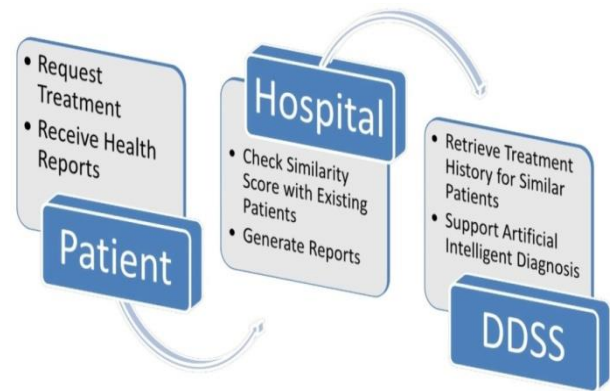 • Request
Treatment
• Receive Health
Reports
Patient
Hospital
• Check Similarity
Score with Existing
Patients
• Generate Reports
• Retrieve Treatment
History for Similar
Patients
• Support Artificial
Intelligent Diagnosis
DDSS